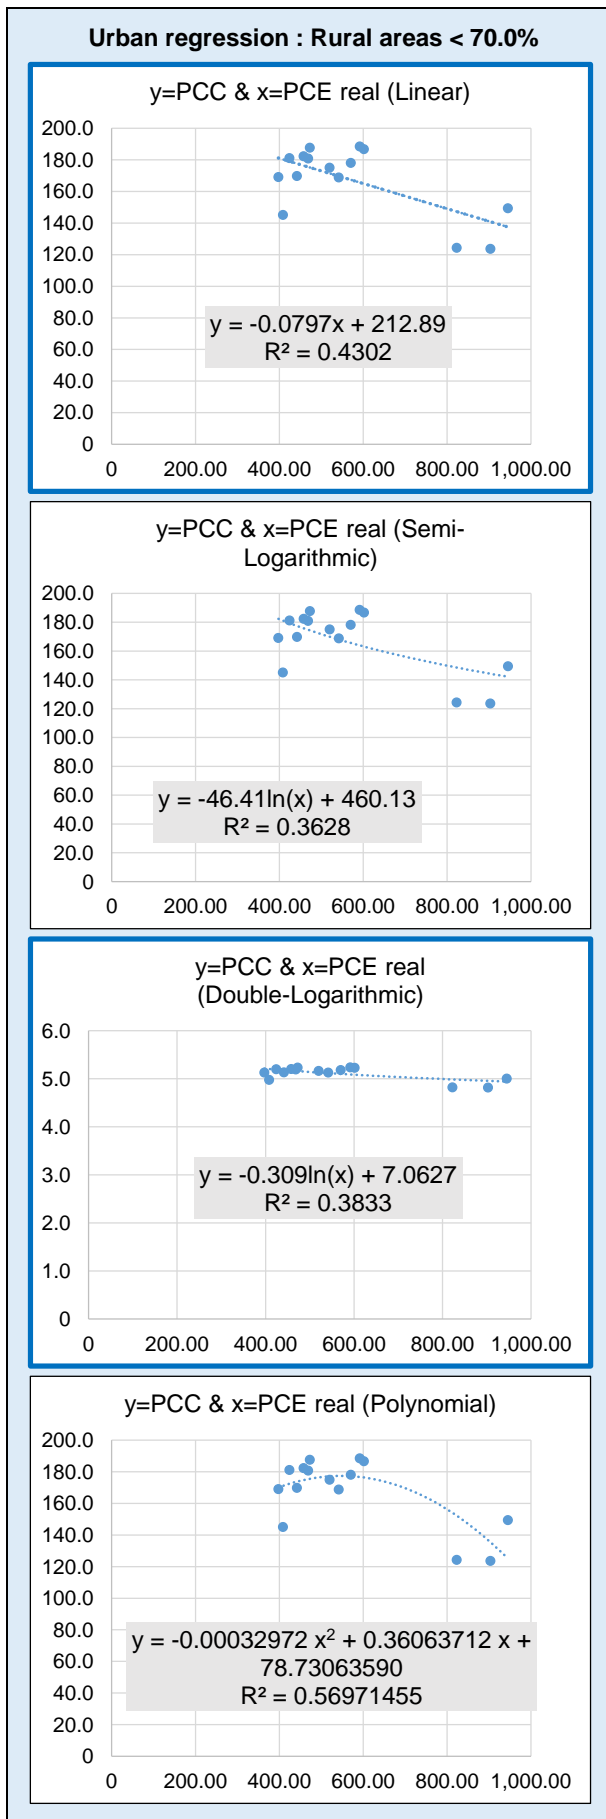 Urban regression : Rural areas < 70.0%
y=PCC & x=PCE real (Linear)
200.0
180.0
160.0
140.0
120.0
100.0
80.0
60.0
40.0
20.0
0
y = -0.0797x + 212.89
R² = 0.4302
0 200.00 400.00 600.00 800.00 1,000.00
y=PCC & x=PCE real (Semi-
Logarithmic)
200.0
180.0
160.0
140.0
120.0
100.0
80.0
60.0
40.0
20.0
0
y = -46.41ln(x) + 460.13
R² = 0.3628
0 200.00 400.00 600.00 800.00 1,000.00
y=PCC & x=PCE real
(Double-Logarithmic)
6.0
5.0
4.0
3.0
2.0
1.0
0
y = -0.309ln(x) + 7.0627
R² = 0.3833
0 200.00 400.00 600.00 800.00 1,000.00
y=PCC & x=PCE real (Polynomial)
200.0
180.0
160.0
140.0
120.0
100.0
80.0
60.0
40.0
20.0
0
y = -0.00032972 x² + 0.36063712 x +
78.73063590
R² = 0.56971455
0 200.00 400.00 600.00 800.00 1,000.00